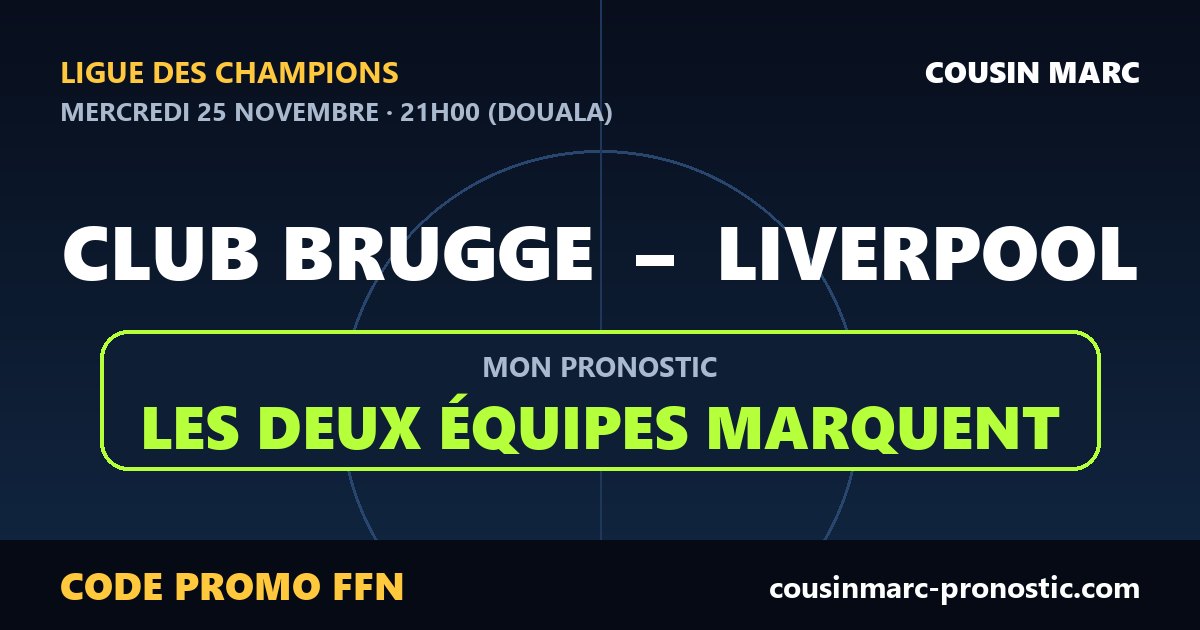 LIGUE DES CHAMPIONS
COUSIN MARC
MERCREDI 25 NOVEMBRE · 21H00 (DOUALA)
CLUB BRUGGE – LIVERPOOL
MON PRONOSTIC
LES DEUX ÉQUIPES MARQUENT
CODE PROMO FFN
cousinmarc-pronostic.com